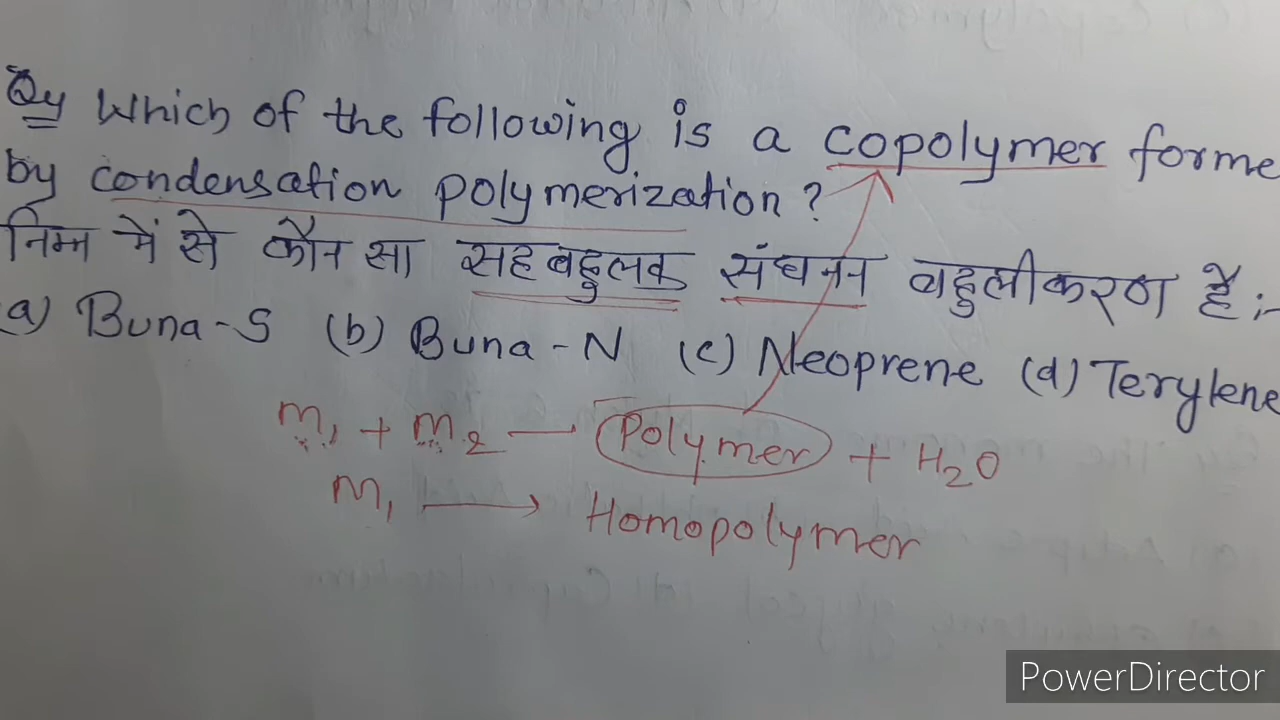 Qy Which of the following is a copolymer forme
by condensation polymerization?
निम्न में से कौन सा सहबहुलक संघनन बहुलीकरण है :-
(a) Buna-S (b) Buna-N (c) Neoprene (d) Terylene
m₁ + m₂ — Polymer + H₂O
m₁ → Homopolymer
PowerDirector